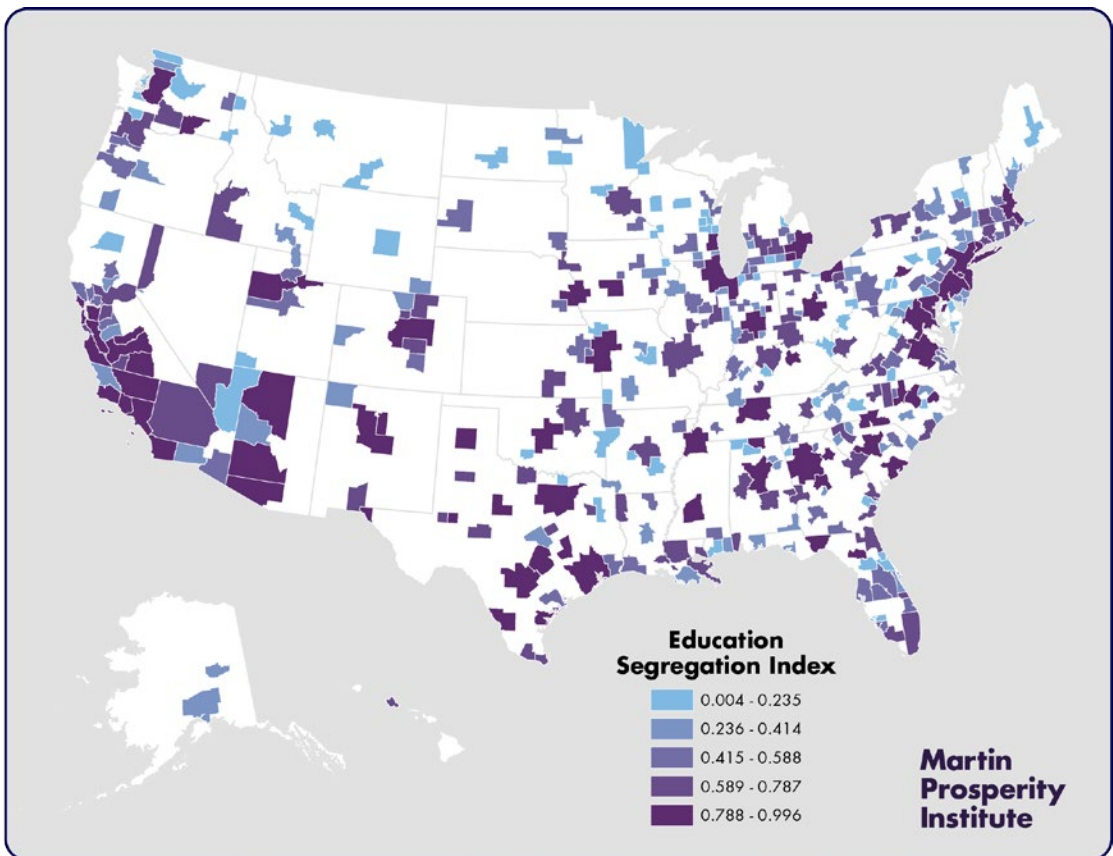 Education
Segregation Index
0.004 - 0.235
0.236 - 0.414
0.415 - 0.588
0.589 - 0.787
0.788 - 0.996
Martin
Prosperity
Institute